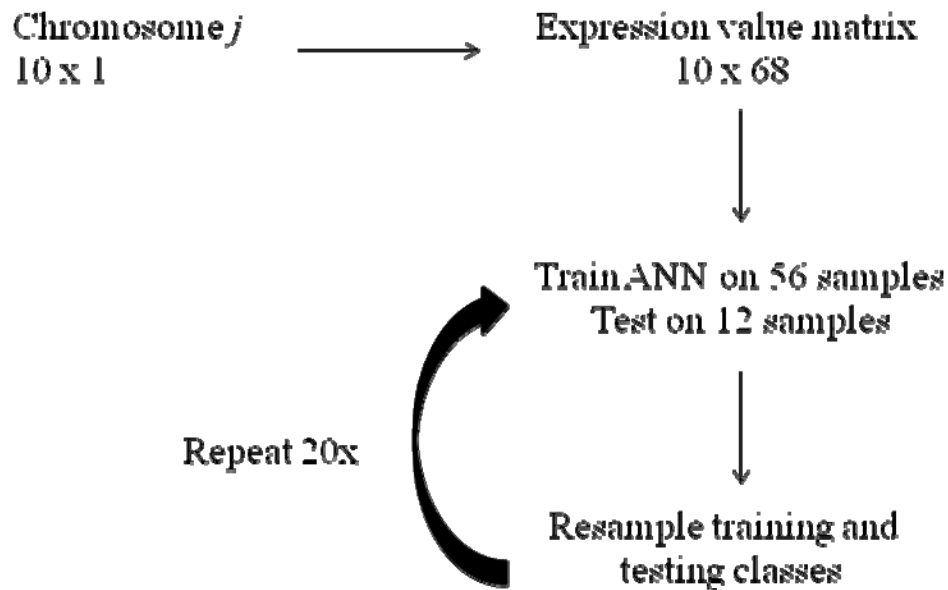 Chromosome j
10 x 1
Expression value matrix
10 x 68
Train ANN on 56 samples
Test on 12 samples
Repeat 20x
Resample training and
testing classes